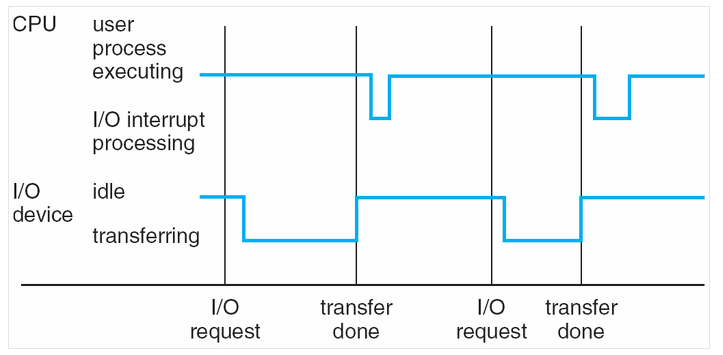 CPU
user
process
executing
I/O interrupt
processing
I/O
device
idle
transferring
I/O
request
transfer
done
I/O
request
transfer
done